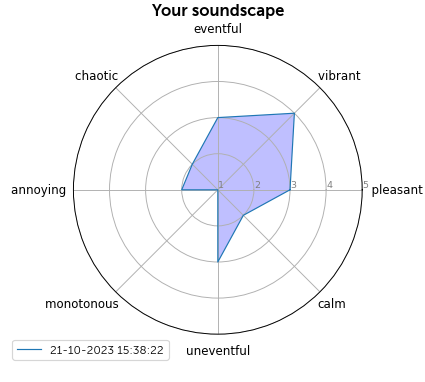 Your soundscape
eventful
chaotic
vibrant
annoying
1 2 3 4 5
pleasant
monotonous
calm
uneventful
21-10-2023 15:38:22